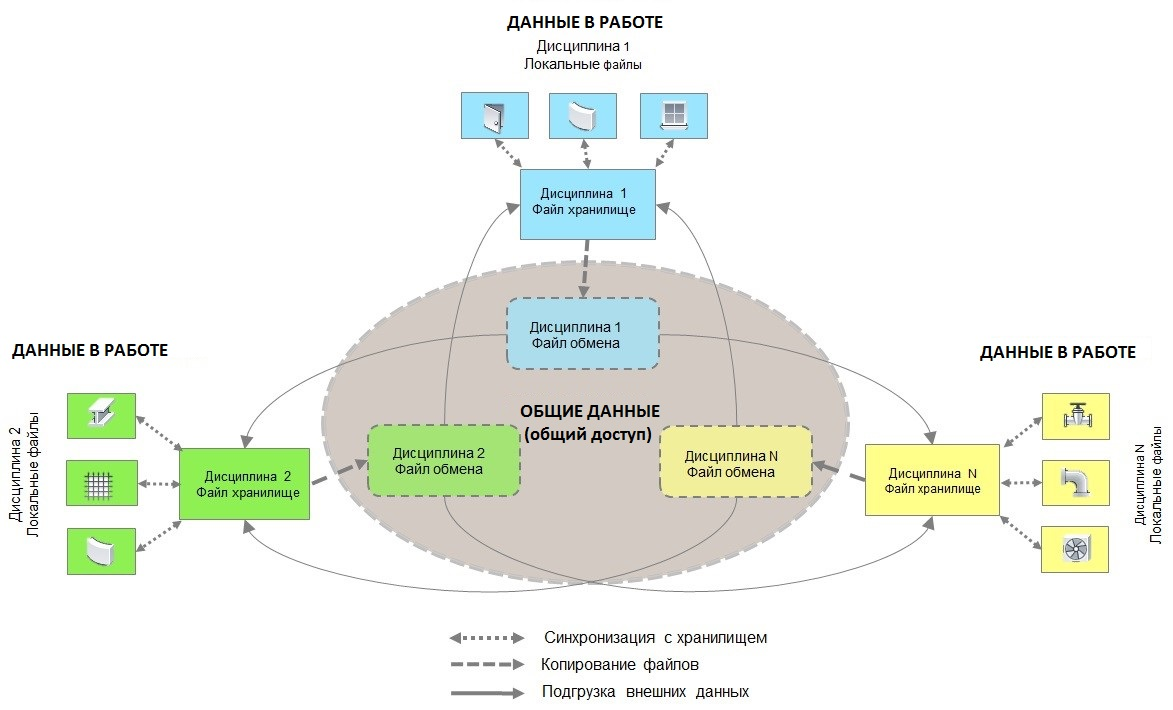 ДАННЫЕ В РАБОТЕ
Дисциплина 1
Локальные файлы
Дисциплина 1
Файл хранилище
Дисциплина 1
Файл обмена
ДАННЫЕ В РАБОТЕ
ДАННЫЕ В РАБОТЕ
ОБЩИЕ ДАННЫЕ
(общий доступ)
Дисциплина 2
Локальные файлы
Дисциплина 2
Файл хранилище
Дисциплина 2
Файл обмена
Дисциплина N
Файл обмена
Дисциплина N
Файл хранилище
Дисциплина N
Локальные файлы
Синхронизация с хранилищем
Копирование файлов
Подгрузка внешних данных